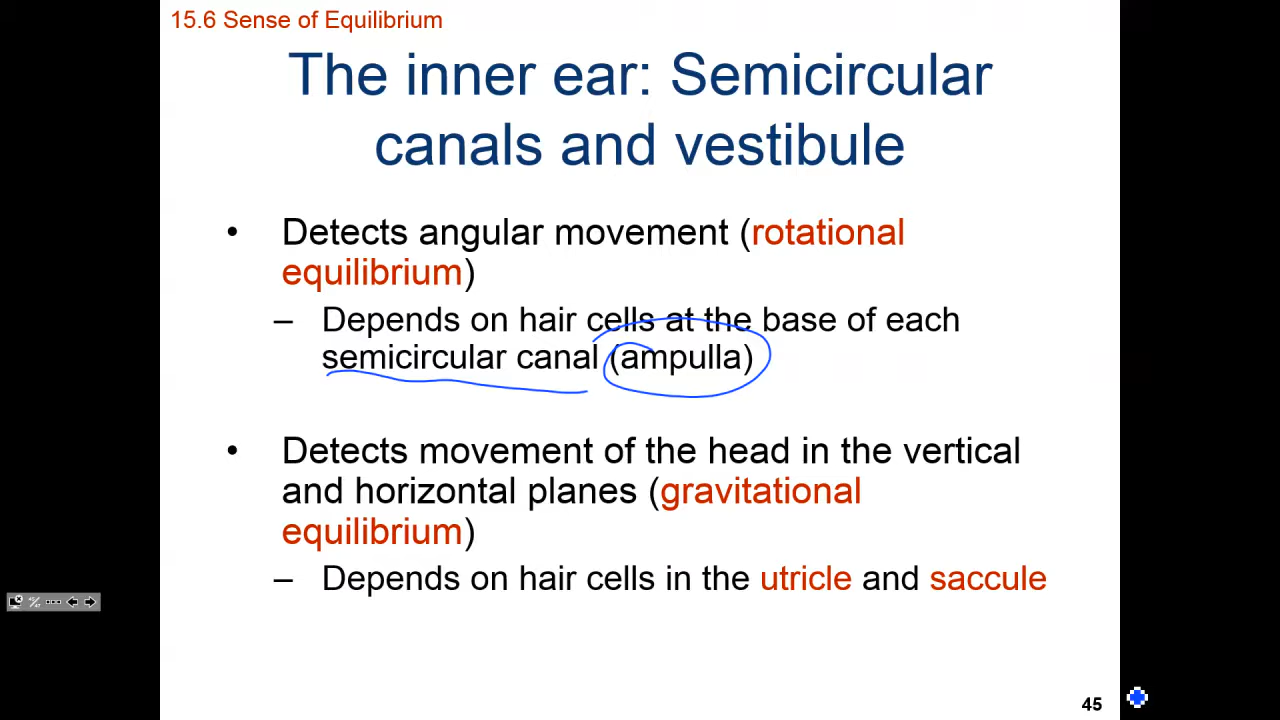 15.6 Sense of Equilibrium
The inner ear: Semicircular
canals and vestibule
• Detects angular movement (rotational
equilibrium)
– Depends on hair cells at the base of each
semicircular canal (ampulla)
• Detects movement of the head in the vertical
and horizontal planes (gravitational
equilibrium)
– Depends on hair cells in the utricle and saccule
45